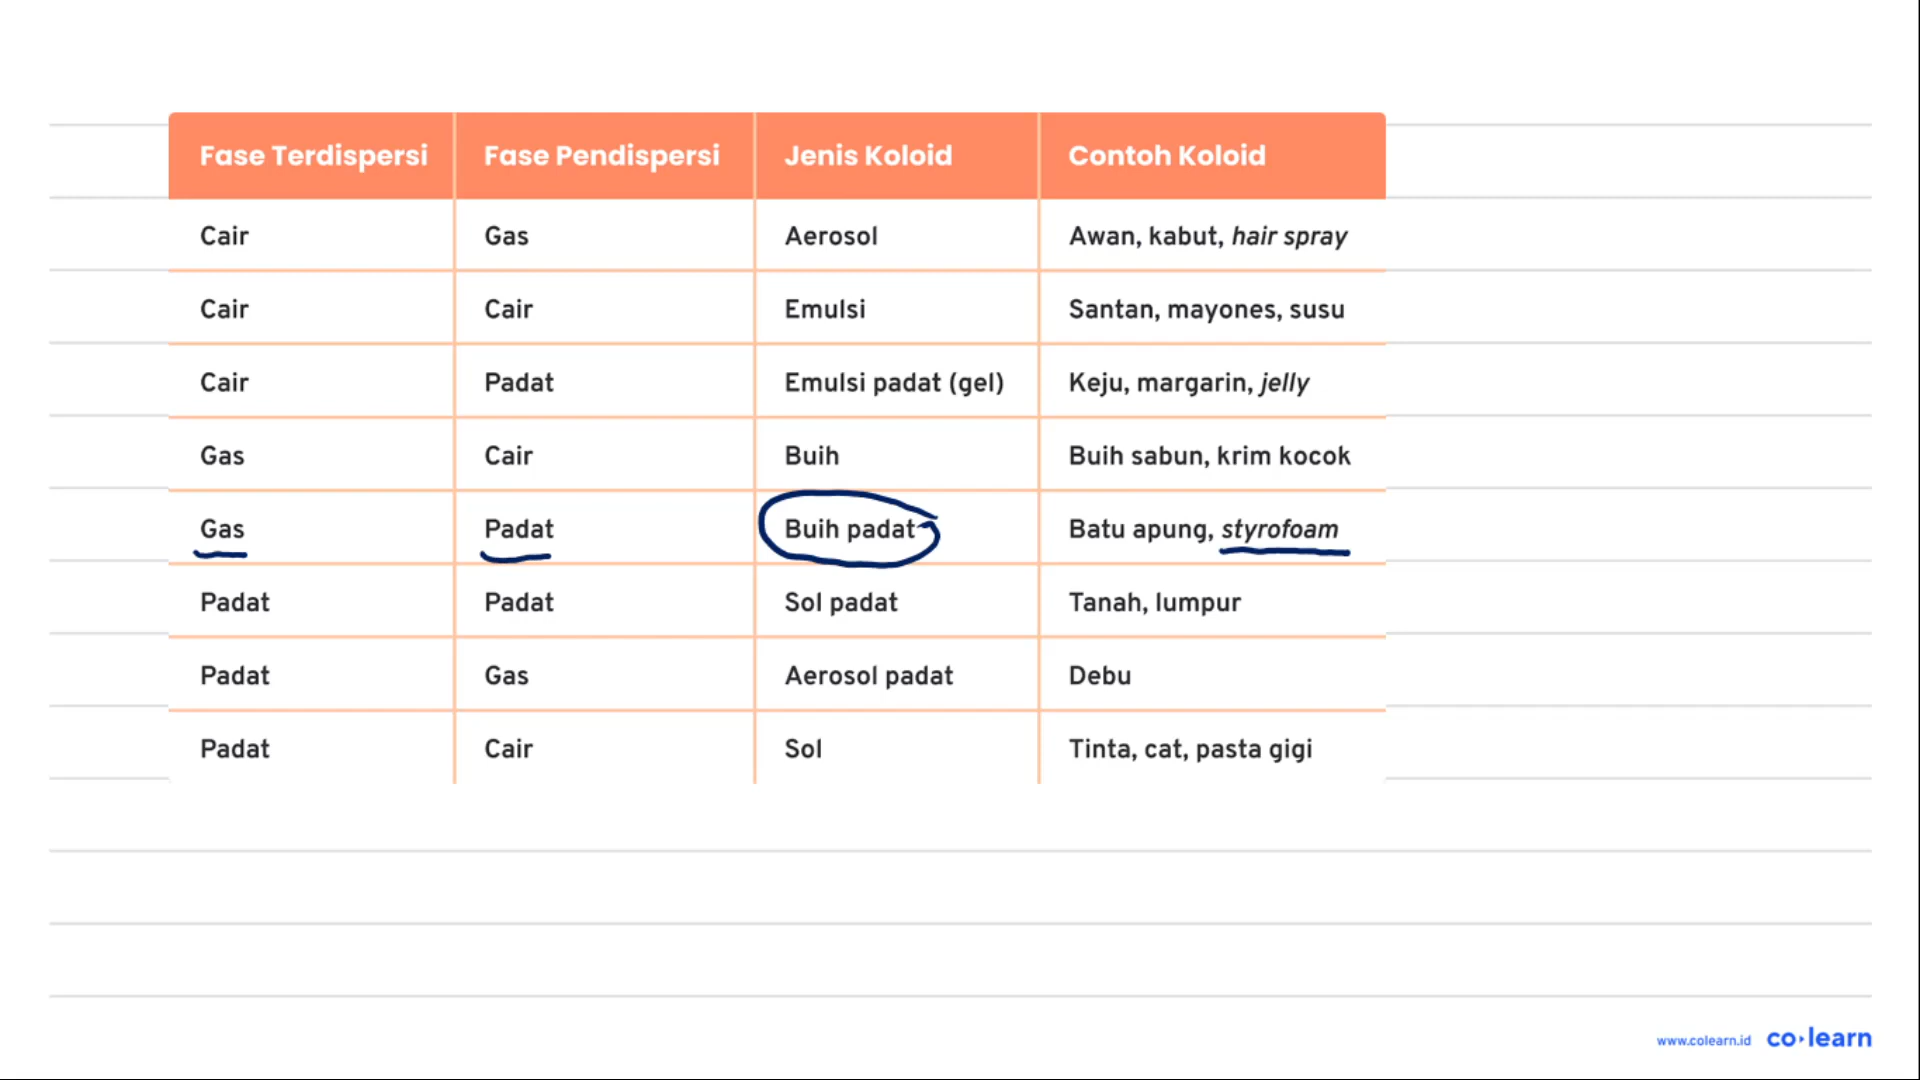 Fase Terdispersi Fase Pendispersi Jenis Koloid Contoh Koloid
Cair Gas Aerosol Awan, kabut, hair spray
Cair Cair Emulsi Santan, mayones, susu
Cair Padat Emulsi padat (gel) Keju, margarin, jelly
Gas Cair Buih Buih sabun, krim kocok
Gas Padat Buih padat Batu apung, styrofoam
Padat Padat Sol padat Tanah, lumpur
Padat Gas Aerosol padat Debu
Padat Cair Sol Tinta, cat, pasta gigi
www.colearn.id co learn